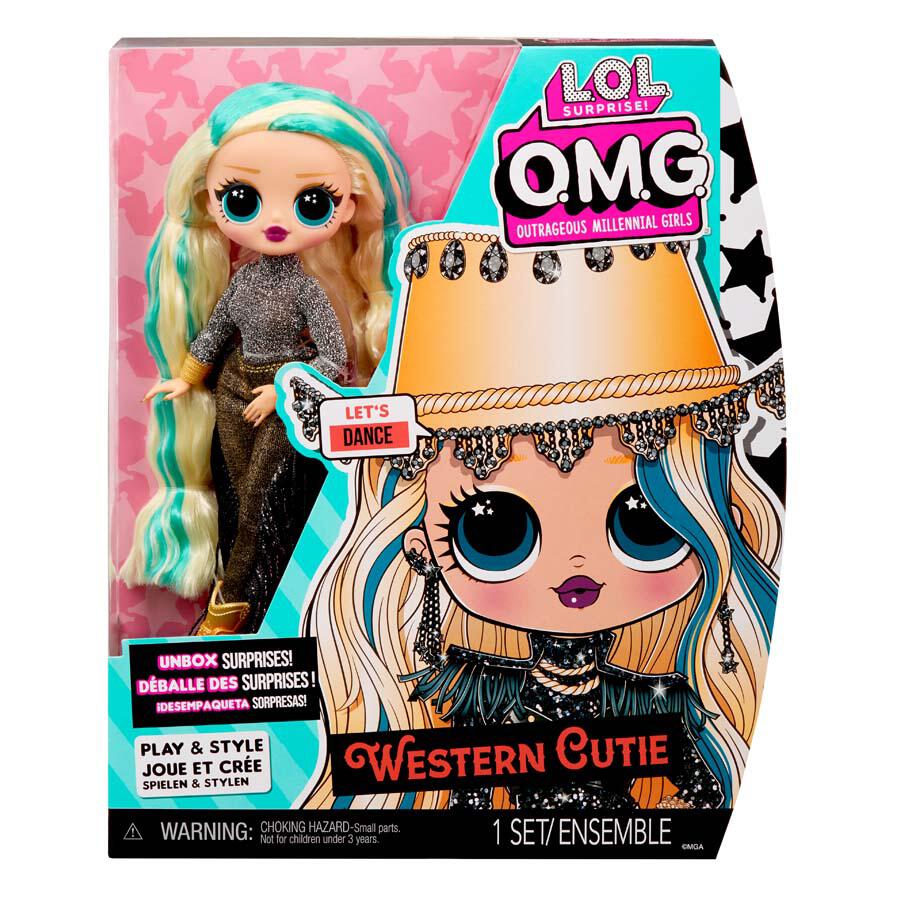 L.O.L.
SURPRISE!
O.M.G.
OUTRAGEOUS MILLENNIAL GIRLS
LET'S
DANCE
UNBOX SURPRISES!
DÉBALLE DES SURPRISES !
¡DESEMPAQUETA SORPRESAS!
PLAY & STYLE
JOUE ET CRÉE
SPIELEN & STYLEN
WESTERN CUTIE
WARNING: CHOKING HAZARD-Small parts.
Not for children under 3 years.
1 SET/ENSEMBLE
©MGA